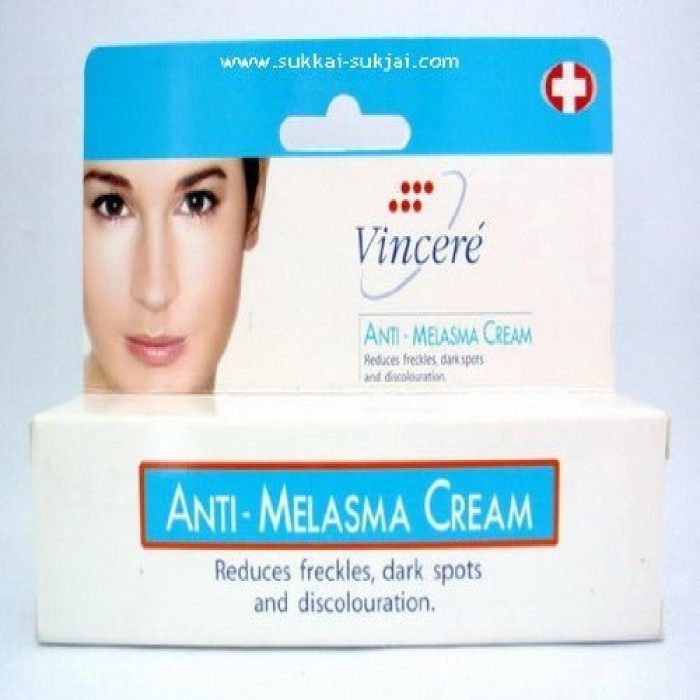 www.sukkai-sukjai.com
Vinceré
ANTI - MELASMA CREAM
Reduces freckles, dark spots
and discolouration.
ANTI - MELASMA CREAM
Reduces freckles, dark spots
and discolouration.